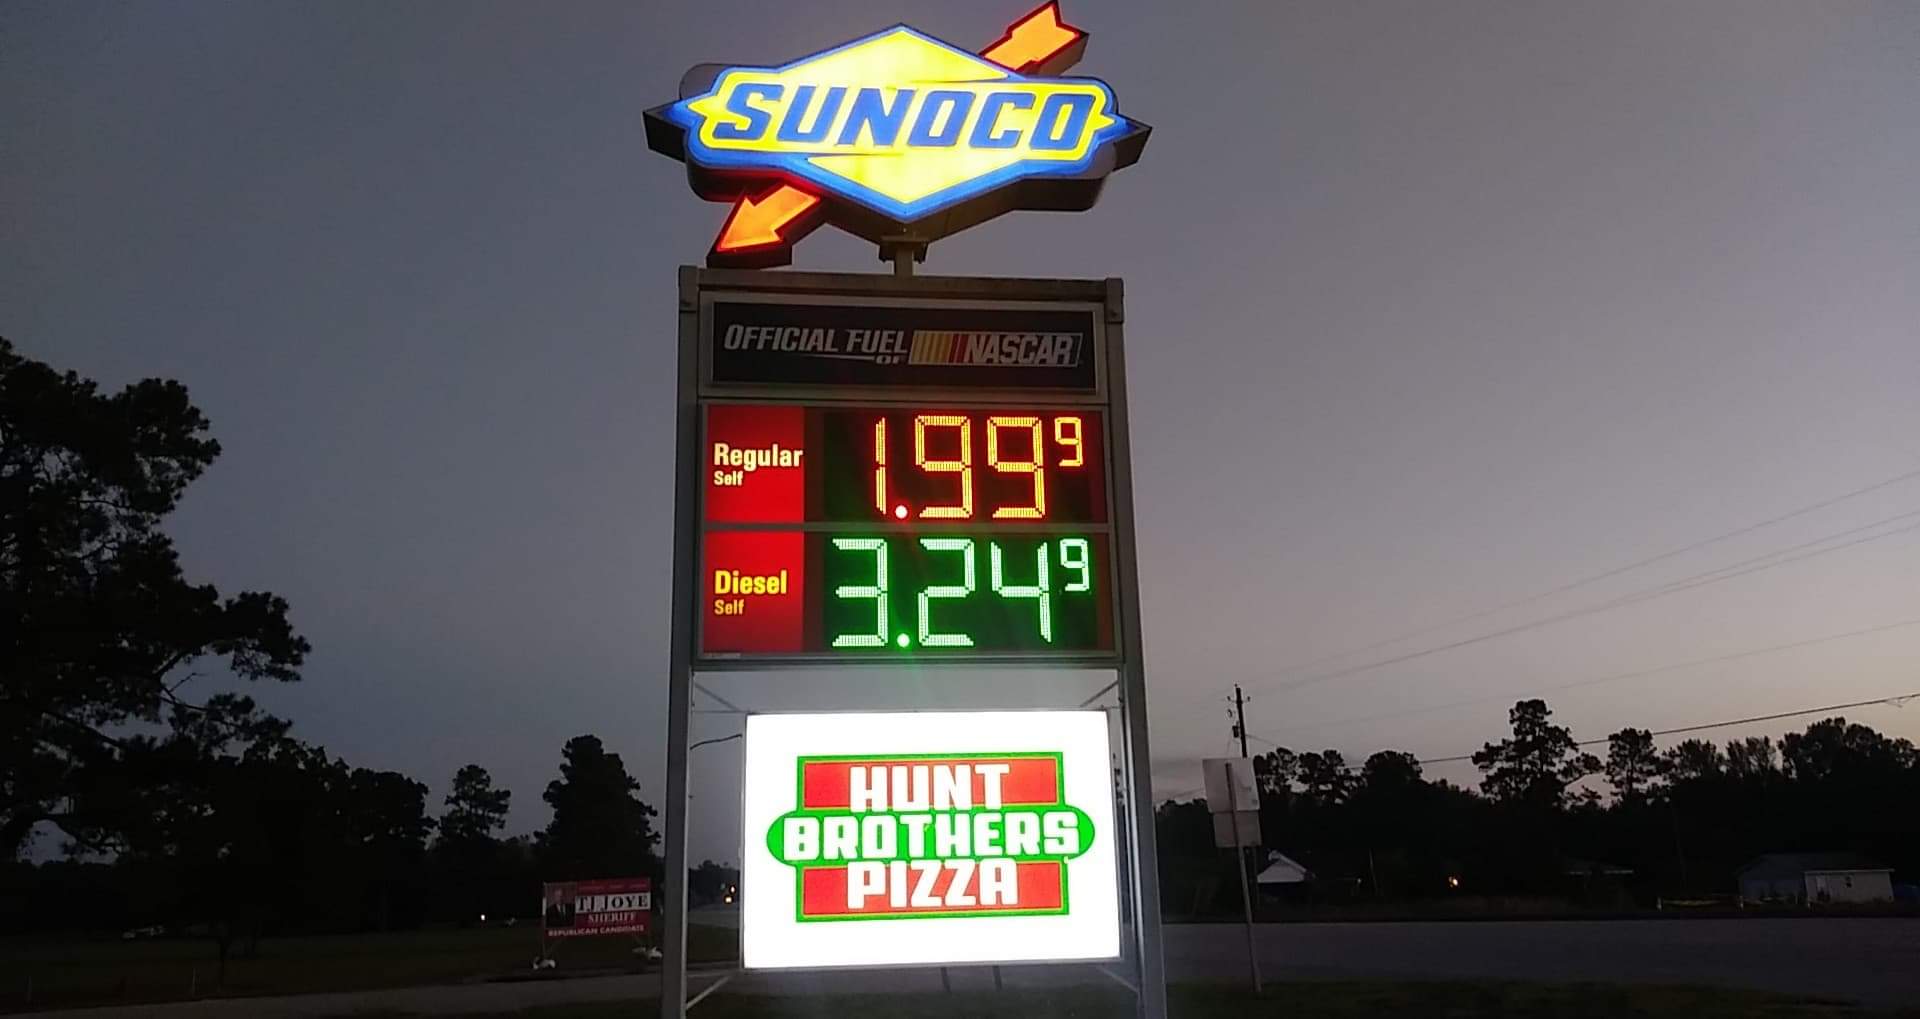 SUNOCO
OFFICIAL FUEL
OF NASCAR
Regular
Self
1.99 9
Diesel
Self
3.24 9
HUNT
BROTHERS
PIZZA
TJ JOYE
SHERIFF
REPUBLICAN CANDIDATE